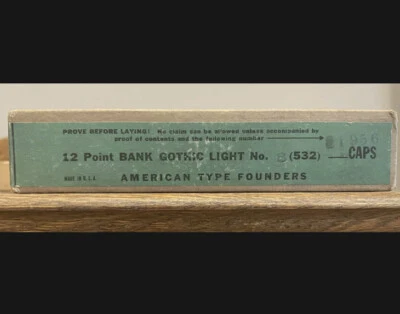 PROVE BEFORE LAYING! No claim can be allowed unless accompanied by
proof of contents and the following number
12 Point BANK GOTHIC LIGHT No. (532) CAPS
MADE IN U.S.A. AMERICAN TYPE FOUNDERS